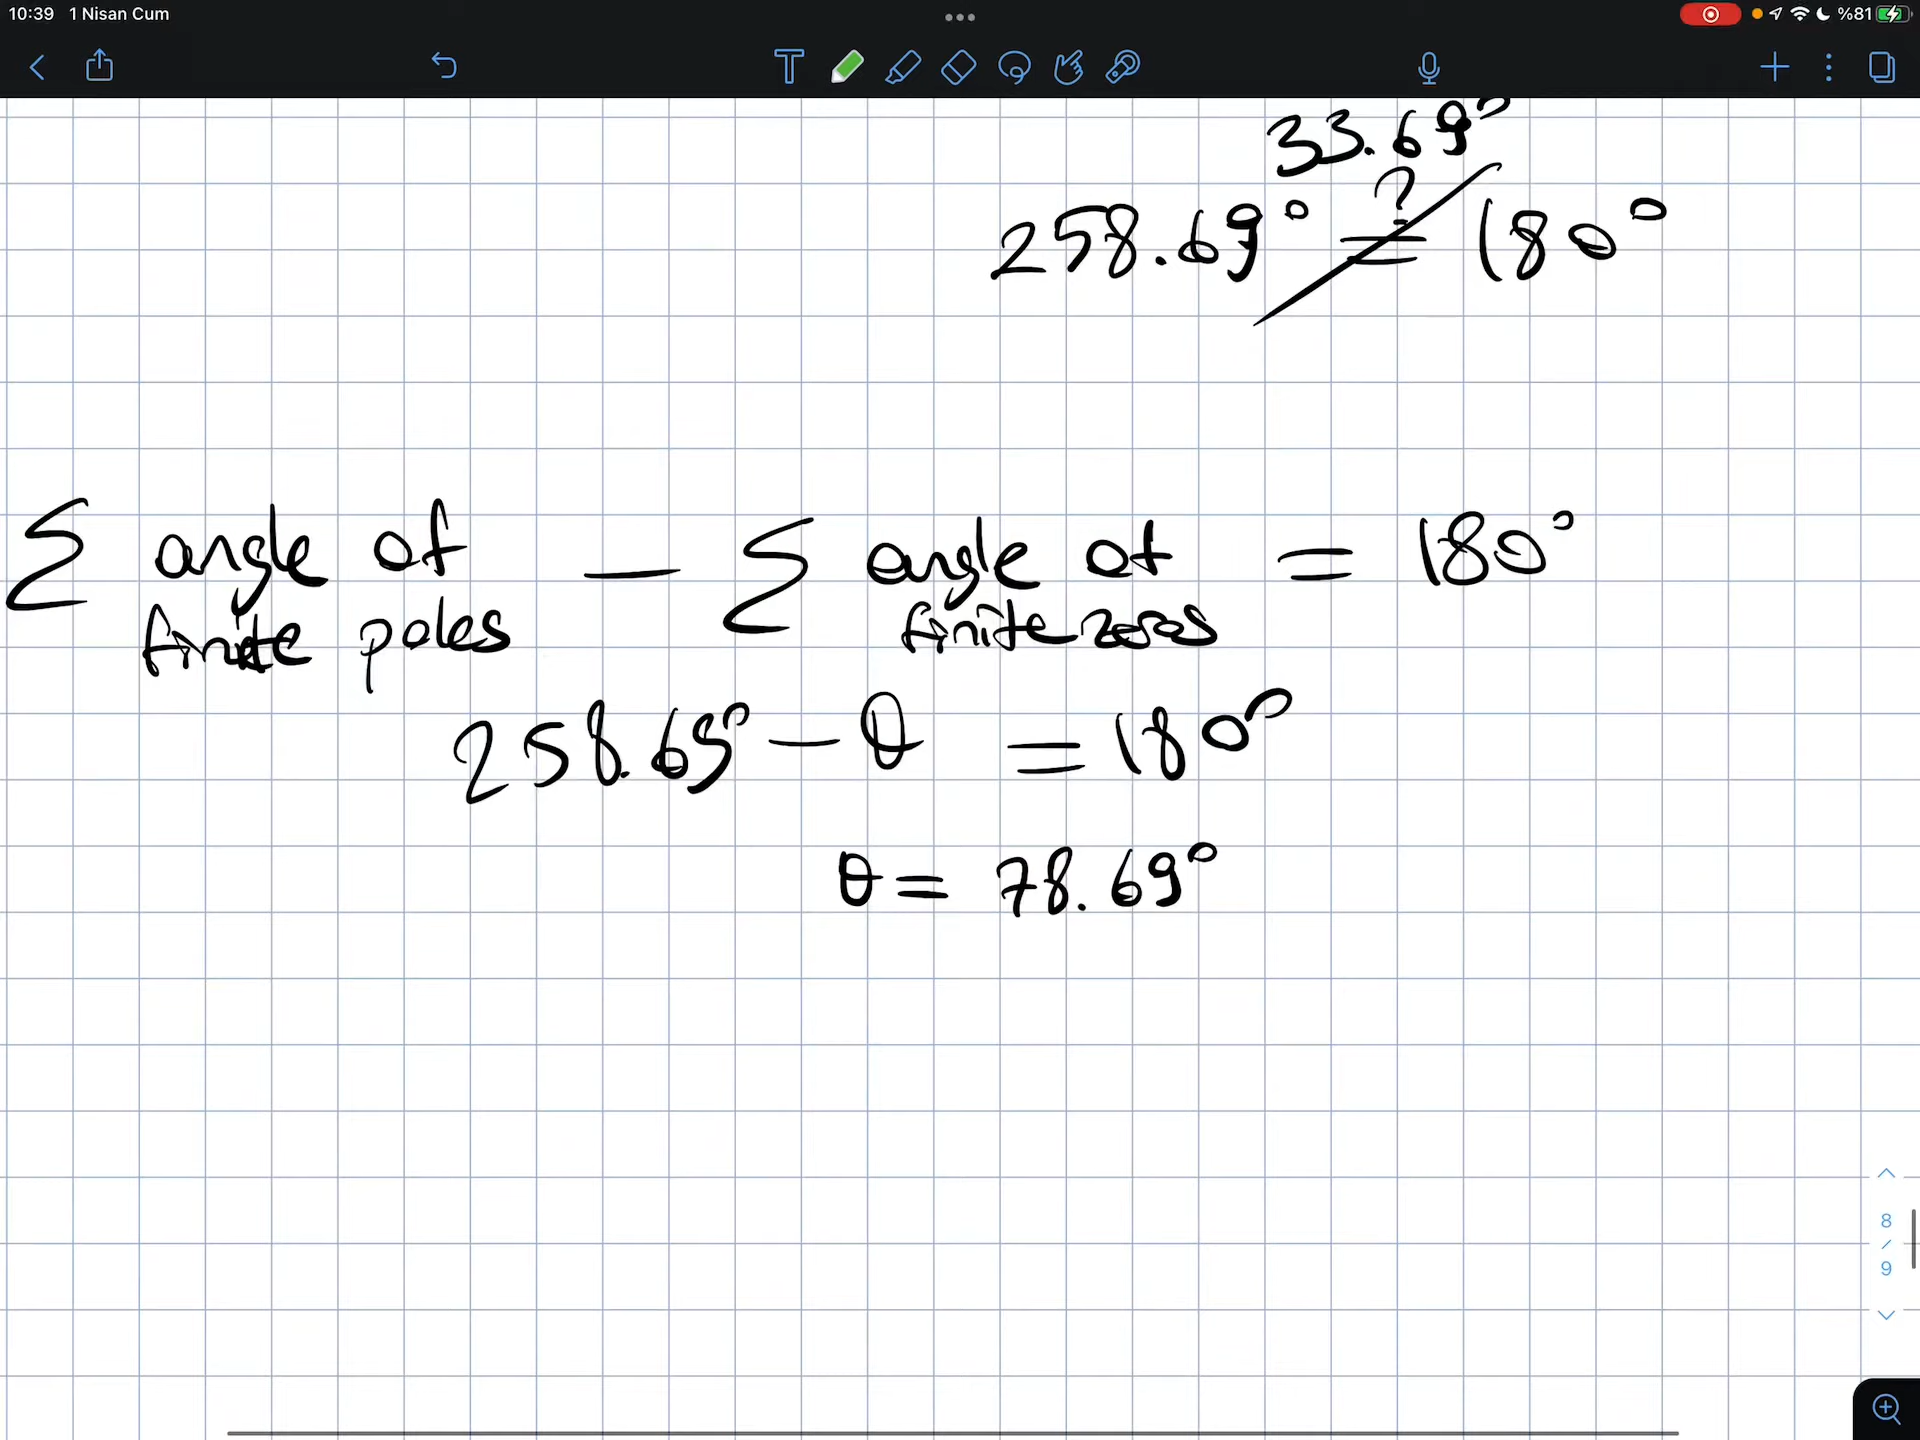 10:39 1 Nisan Cum
%81
T
33.69°
258.69° =? 180°
Σ angle of finite poles — Σ angle of finite zeros = 180°
258.69° — θ = 180°
θ = 78.69°
8
/
9